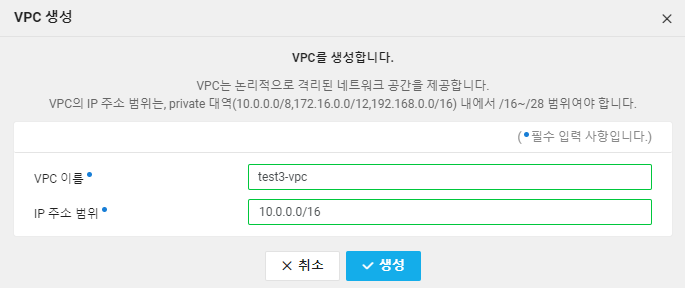 VPC 생성
VPC를 생성합니다.
VPC는 논리적으로 격리된 네트워크 공간을 제공합니다.
VPC의 IP 주소 범위는, private 대역(10.0.0.0/8,172.16.0.0/12,192.168.0.0/16) 내에서 /16~/28 범위여야 합니다.
(•필수 입력 사항입니다.)
VPC 이름• test3-vpc
IP 주소 범위• 10.0.0.0/16
취소 생성